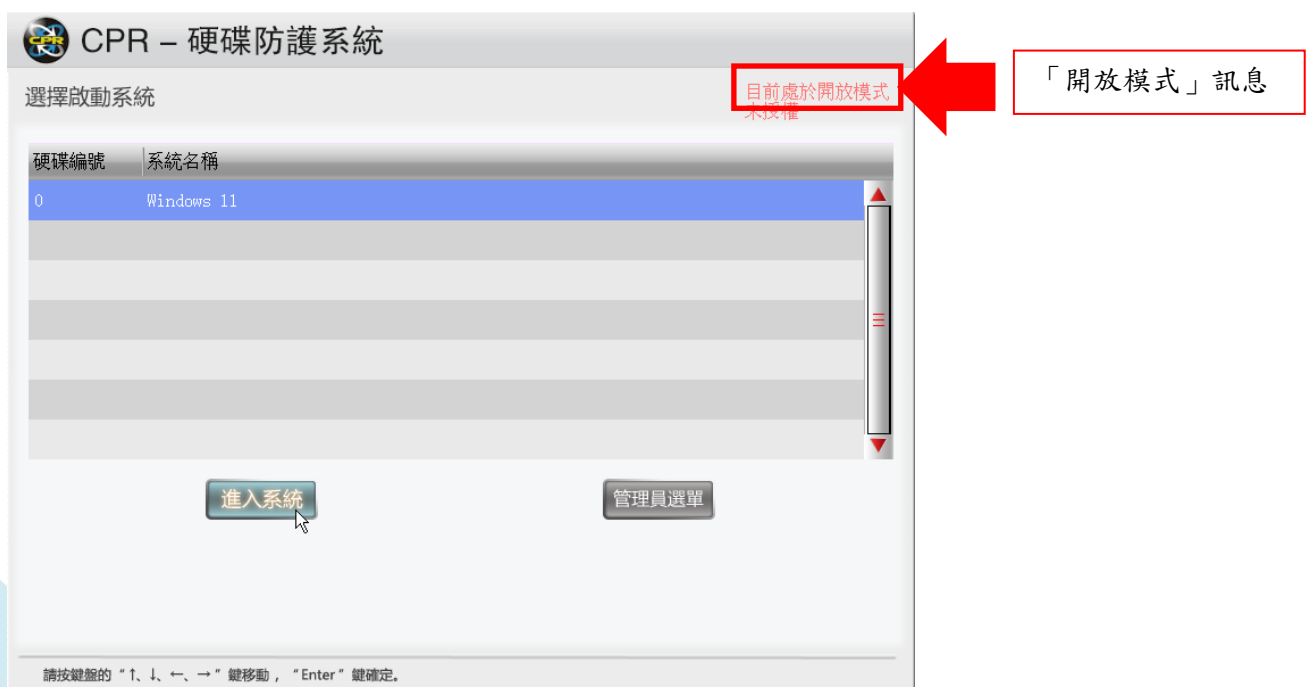 CPR – 硬碟防護系統
選擇啟動系統
目前處於開放模式
未授權
「開放模式」訊息
硬碟編號 系統名稱
0 Windows 11
進入系統 管理員選單
請按鍵盤的“↑、↓、←、→”鍵移動，“Enter”鍵確定。